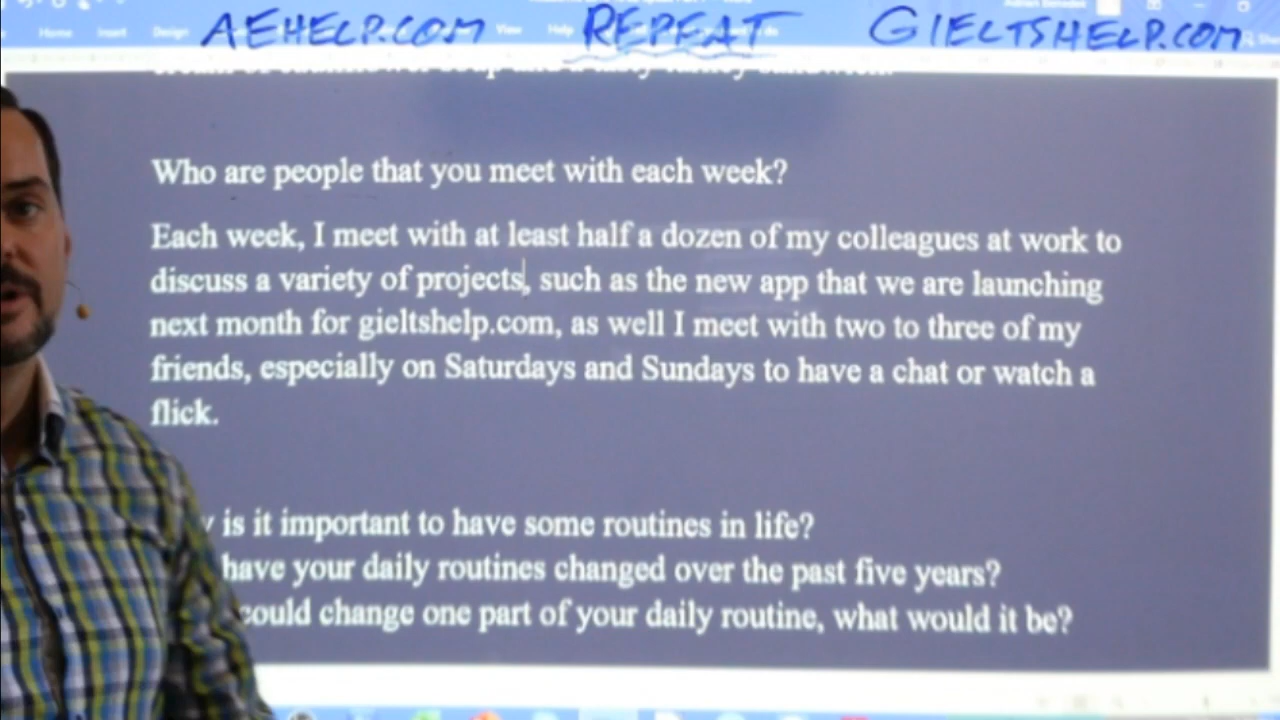 AEHELP.COM REPEAT GIELTSHELP.COM
Home Insert Design View Help
Who are people that you meet with each week?
Each week, I meet with at least half a dozen of my colleagues at work to
discuss a variety of projects, such as the new app that we are launching
next month for gieltshelp.com, as well I meet with two to three of my
friends, especially on Saturdays and Sundays to have a chat or watch a
flick.
is it important to have some routines in life?
have your daily routines changed over the past five years?
could change one part of your daily routine, what would it be?